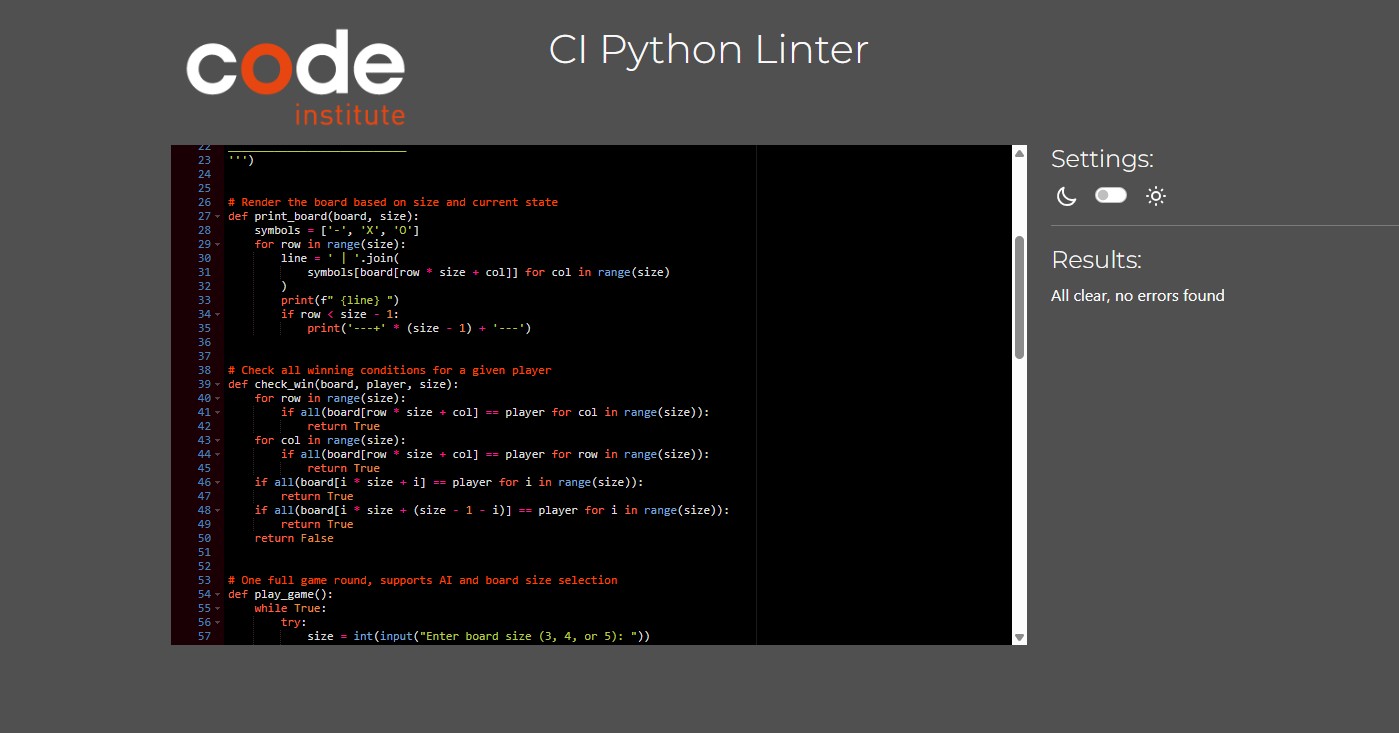 code
institute
CI Python Linter
22 ___________________________
23 ''')
24
25
26 # Render the board based on size and current state
27 def print_board(board, size):
28     symbols = ['-', 'X', 'O']
29     for row in range(size):
30         line = ' | '.join(
31             symbols[board[row * size + col]] for col in range(size)
32         )
33         print(f" {line} ")
34         if row < size - 1:
35             print('---+' * (size - 1) + '---')
36
37
38 # Check all winning conditions for a given player
39 def check_win(board, player, size):
40     for row in range(size):
41         if all(board[row * size + col] == player for col in range(size)):
42             return True
43     for col in range(size):
44         if all(board[row * size + col] == player for row in range(size)):
45             return True
46     if all(board[i * size + i] == player for i in range(size)):
47         return True
48     if all(board[i * size + (size - 1 - i)] == player for i in range(size)):
49         return True
50     return False
51
52
53 # One full game round, supports AI and board size selection
54 def play_game():
55     while True:
56         try:
57             size = int(input("Enter board size (3, 4, or 5): "))
Settings:
Results:
All clear, no errors found